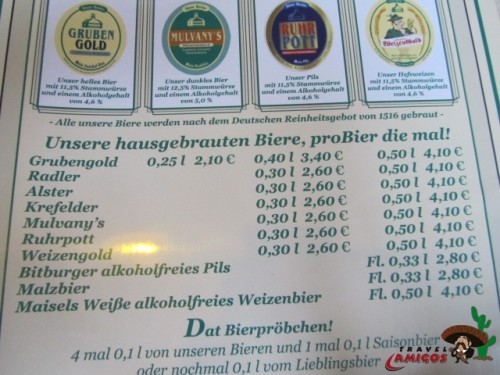 GRUBEN
GOLD
Unser helles Bier
mit 11,5% Stammwürze
und einem Alkoholgehalt
von 4,6 %
MULVANY'S
Unser dunkles Bier
mit 12,5% Stammwürze
und einem Alkoholgehalt
von 5,0 %
RUHR
POTT
Unser Pils
mit 11,5% Stammwürze
und einem Alkoholgehalt
von 4,6 %
Weizengold
Unser Hefeweizen
mit 11,5% Stammwürze
und einem Alkoholgehalt
von 4,6 %
- Alle unsere Biere werden nach dem Deutschen Reinheitsgebot von 1516 gebraut -
Unsere hausgebrauten Biere, proBier die mal!
Grubengold 0,25 l 2,10 € 0,40 l 3,40 € 0,50 l 4,10 €
Radler 0,30 l 2,60 € 0,50 l 4,10 €
Alster 0,30 l 2,60 € 0,50 l 4,10 €
Krefelder 0,30 l 2,60 € 0,50 l 4,10 €
Mulvany's 0,30 l 2,60 € 0,50 l 4,10 €
Ruhrpott 0,30 l 2,60 € 0,50 l 4,10 €
Weizengold 0,30 l 2,60 € 0,50 l 4,10 €
Bitburger alkoholfreies Pils Fl. 0,33 l 2,80 €
Malzbier Fl. 0,33 l 2,80 €
Maisels Weiße alkoholfreies Weizenbier Fl. 0,50 l 4,10 €
Dat Bierpröbchen!
4 mal 0,1 l von unseren Bieren und 1 mal 0,1 l Saisonbier
oder nochmal 0,1 l vom Lieblingsbier
TRAVEL
AMIGOS